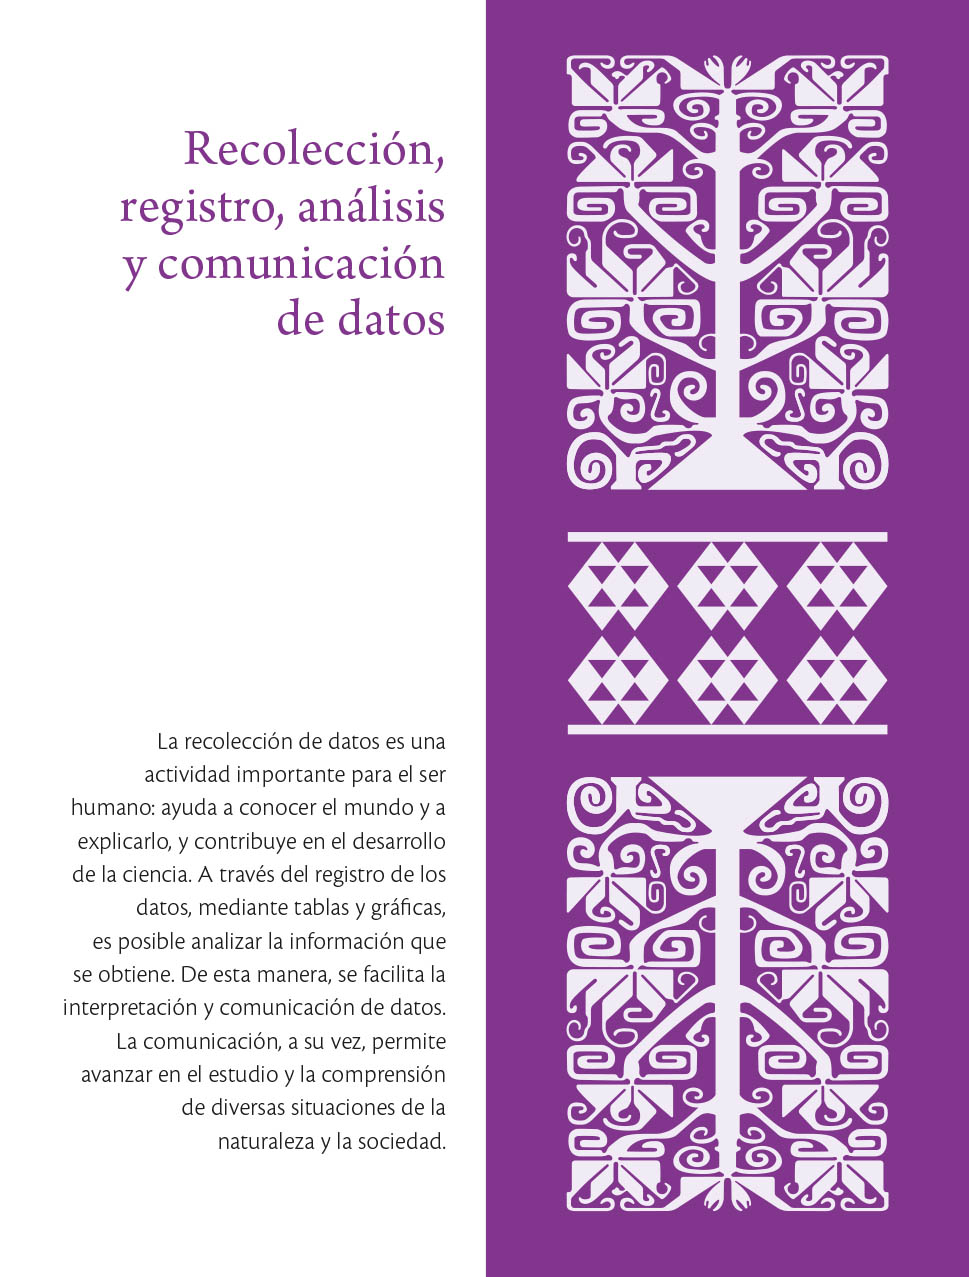 Recolección,
registro, análisis
y comunicación
de datos
La recolección de datos es una
actividad importante para el ser
humano: ayuda a conocer el mundo y a
explicarlo, y contribuye en el desarrollo
de la ciencia. A través del registro de los
datos, mediante tablas y gráficas,
es posible analizar la información que
se obtiene. De esta manera, se facilita la
interpretación y comunicación de datos.
La comunicación, a su vez, permite
avanzar en el estudio y la comprensión
de diversas situaciones de la
naturaleza y la sociedad.